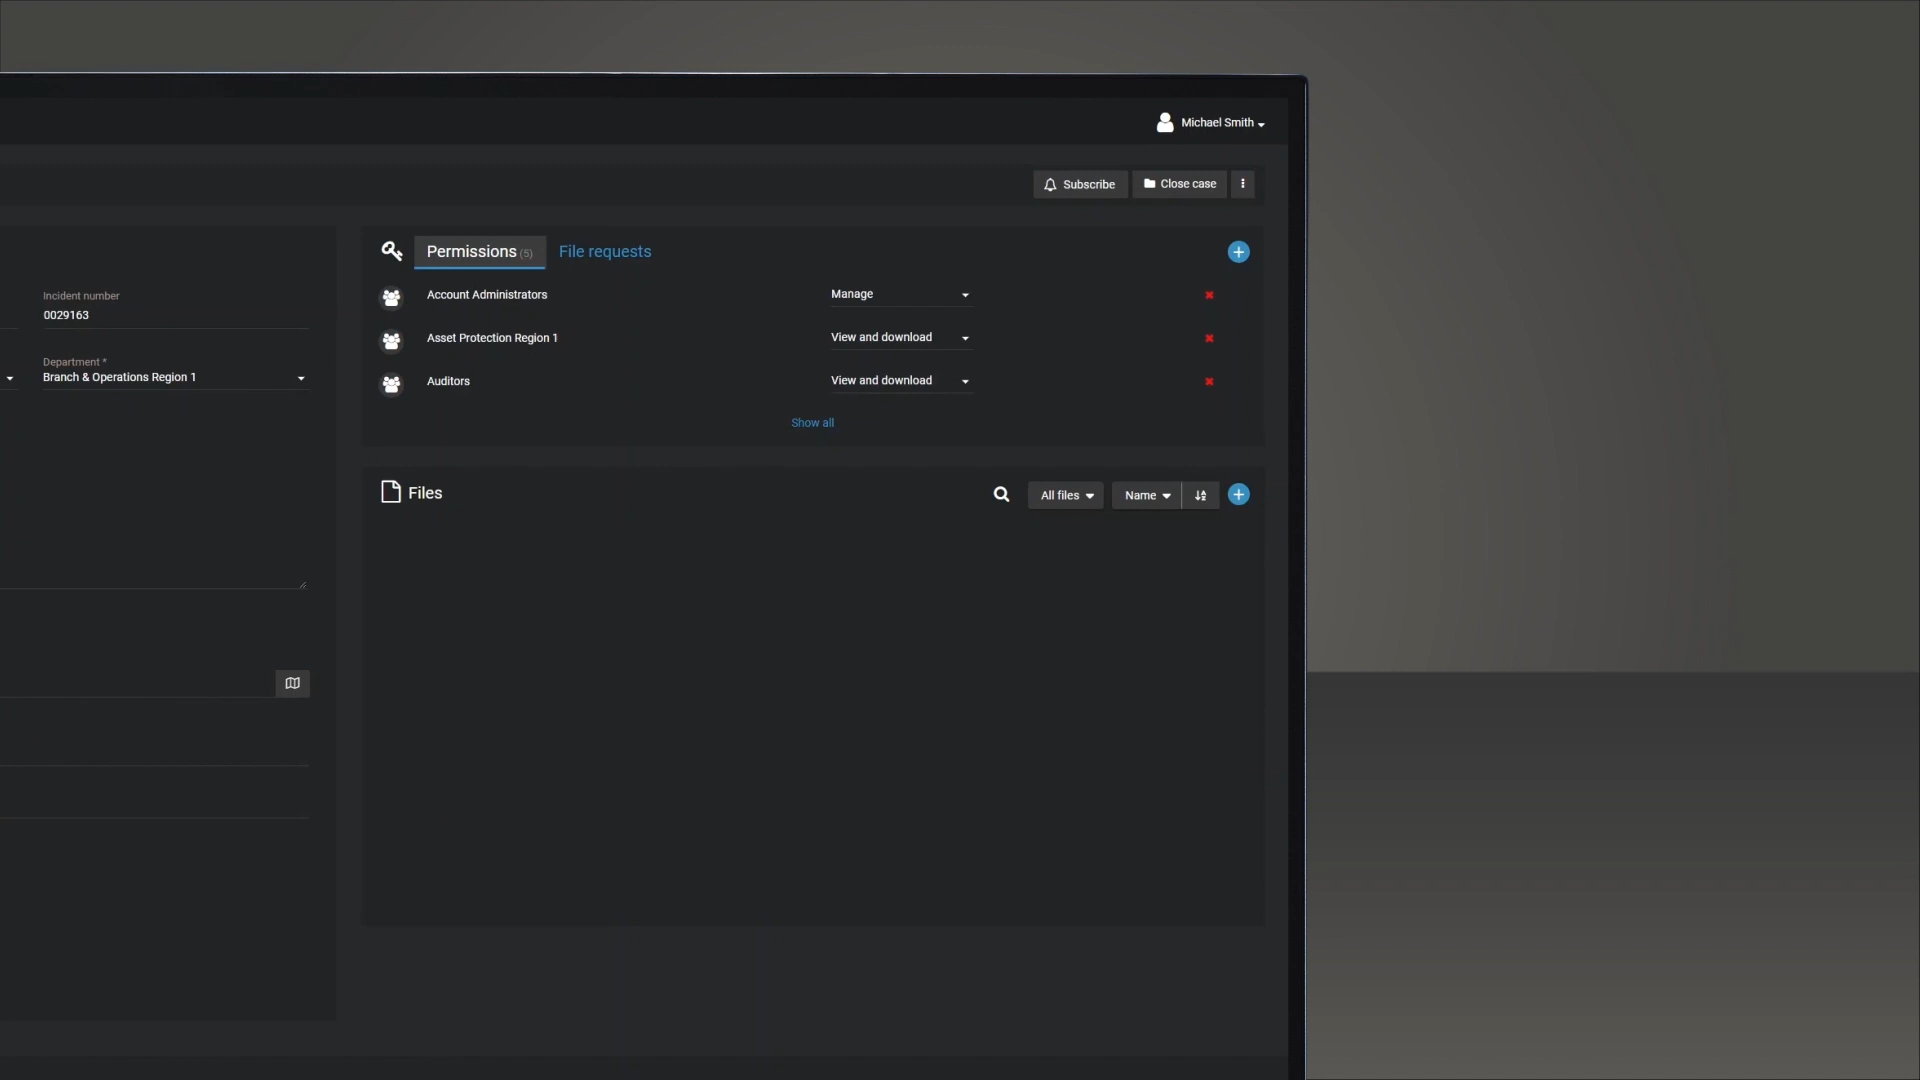 Michael Smith
Subscribe
Close case
Permissions (5)
File requests
Incident number
0029163
Account Administrators
Manage
Asset Protection Region 1
View and download
Department *
Branch & Operations Region 1
Auditors
View and download
Show all
Files
All files
Name